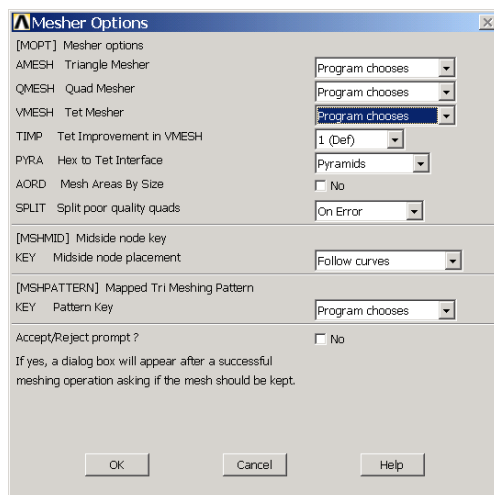 Mesher Options
[MOPT] Mesher options
AMESH Triangle Mesher Program chooses
QMESH Quad Mesher Program chooses
VMESH Tet Mesher Program chooses
TIMP Tet Improvement in VMESH 1 (Def)
PYRA Hex to Tet Interface Pyramids
AORD Mesh Areas By Size No
SPLIT Split poor quality quads On Error
[MSHMID] Midside node key
KEY Midside node placement Follow curves
[MSHPATTERN] Mapped Tri Meshing Pattern
KEY Pattern Key Program chooses
Accept/Reject prompt ? No
If yes, a dialog box will appear after a successful
meshing operation asking if the mesh should be kept.
OK Cancel Help